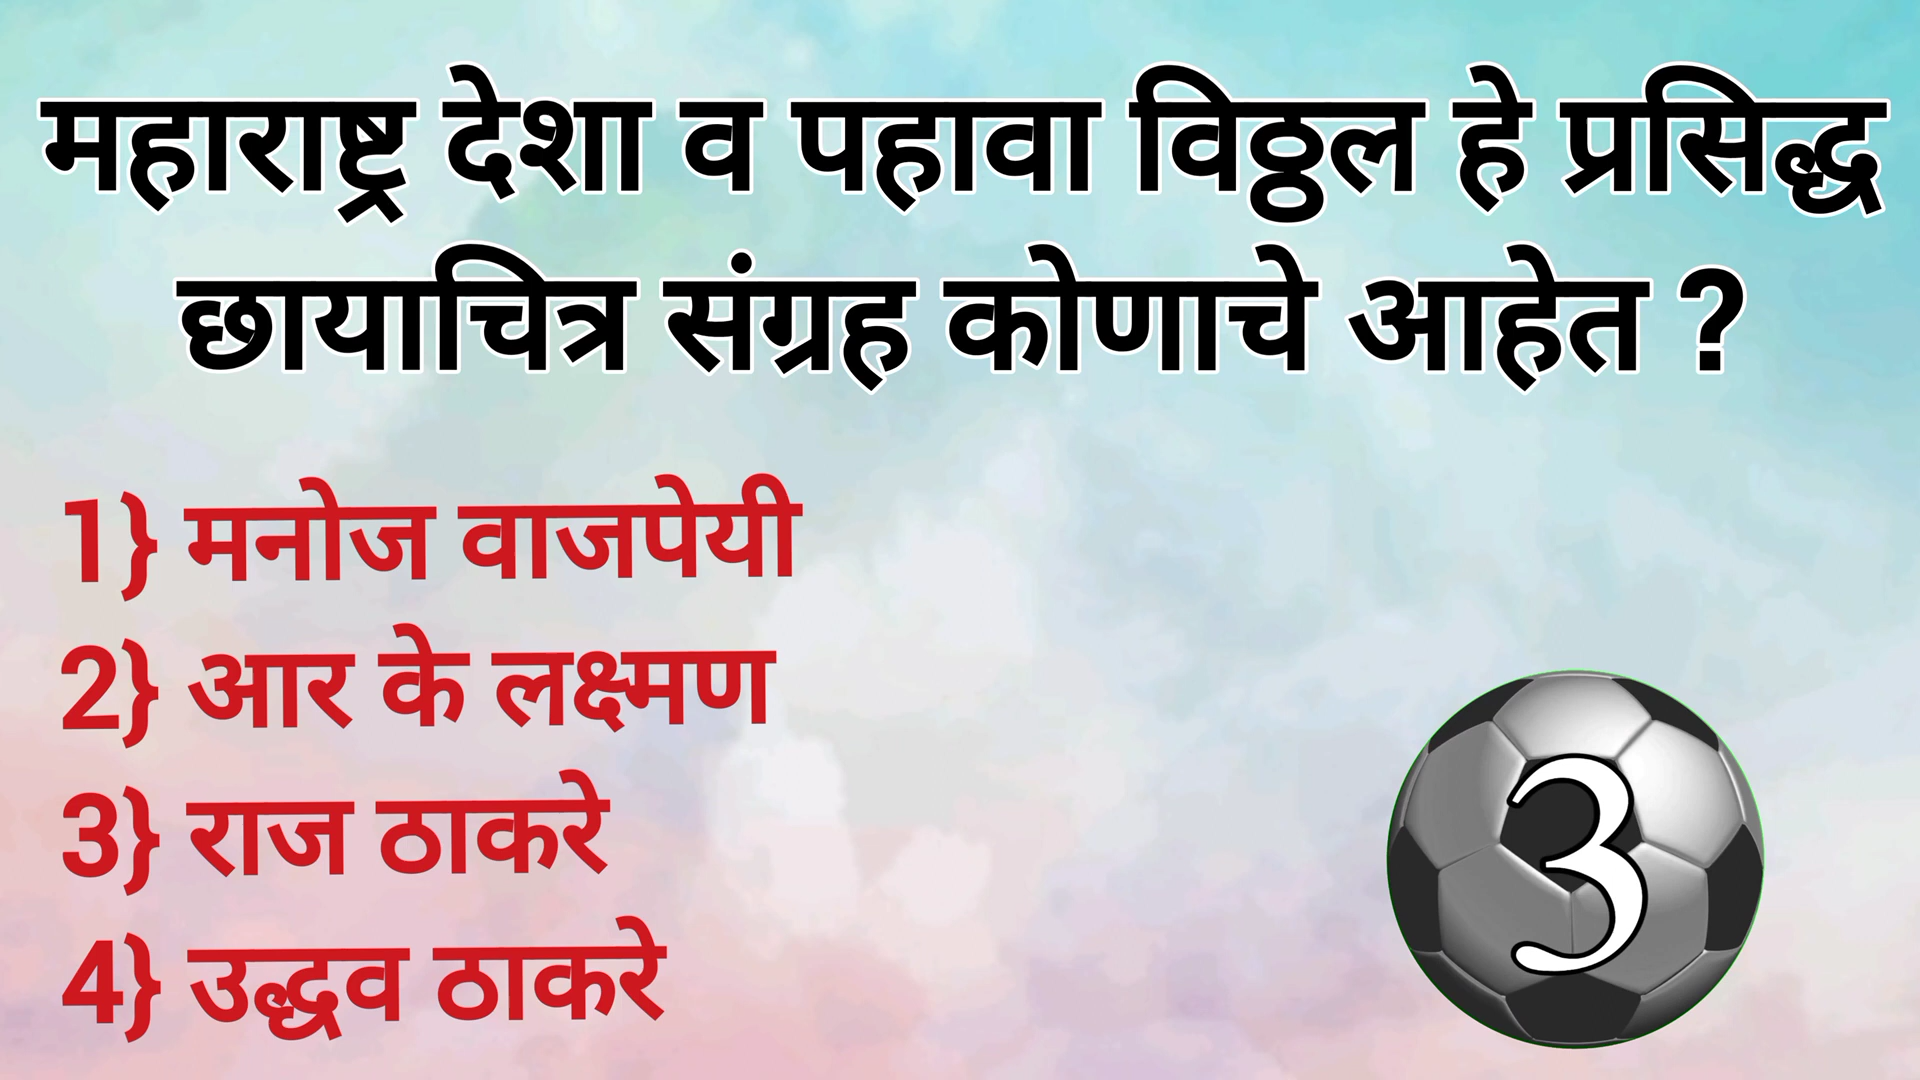 महाराष्ट्र देशा व पहावा विठ्ठल हे प्रसिद्ध
छायाचित्र संग्रह कोणाचे आहेत ?
1} मनोज वाजपेयी
2} आर के लक्ष्मण
3} राज ठाकरे
4} उद्धव ठाकरे
3